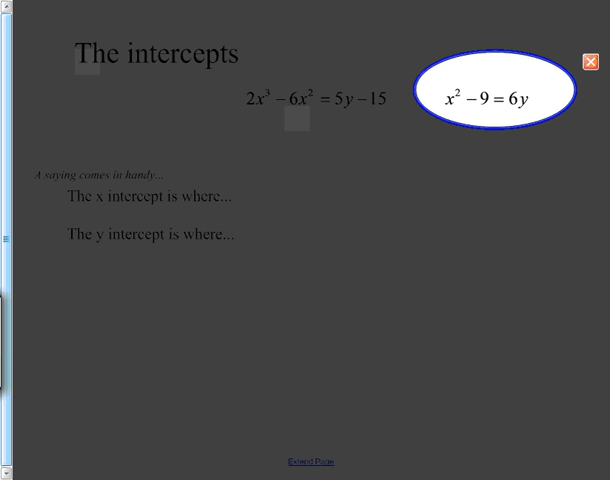 The intercepts
2x³ − 6x² = 5y − 15 x² − 9 = 6y
A saying comes in handy...
The x intercept is where...
The y intercept is where...
Extend Page